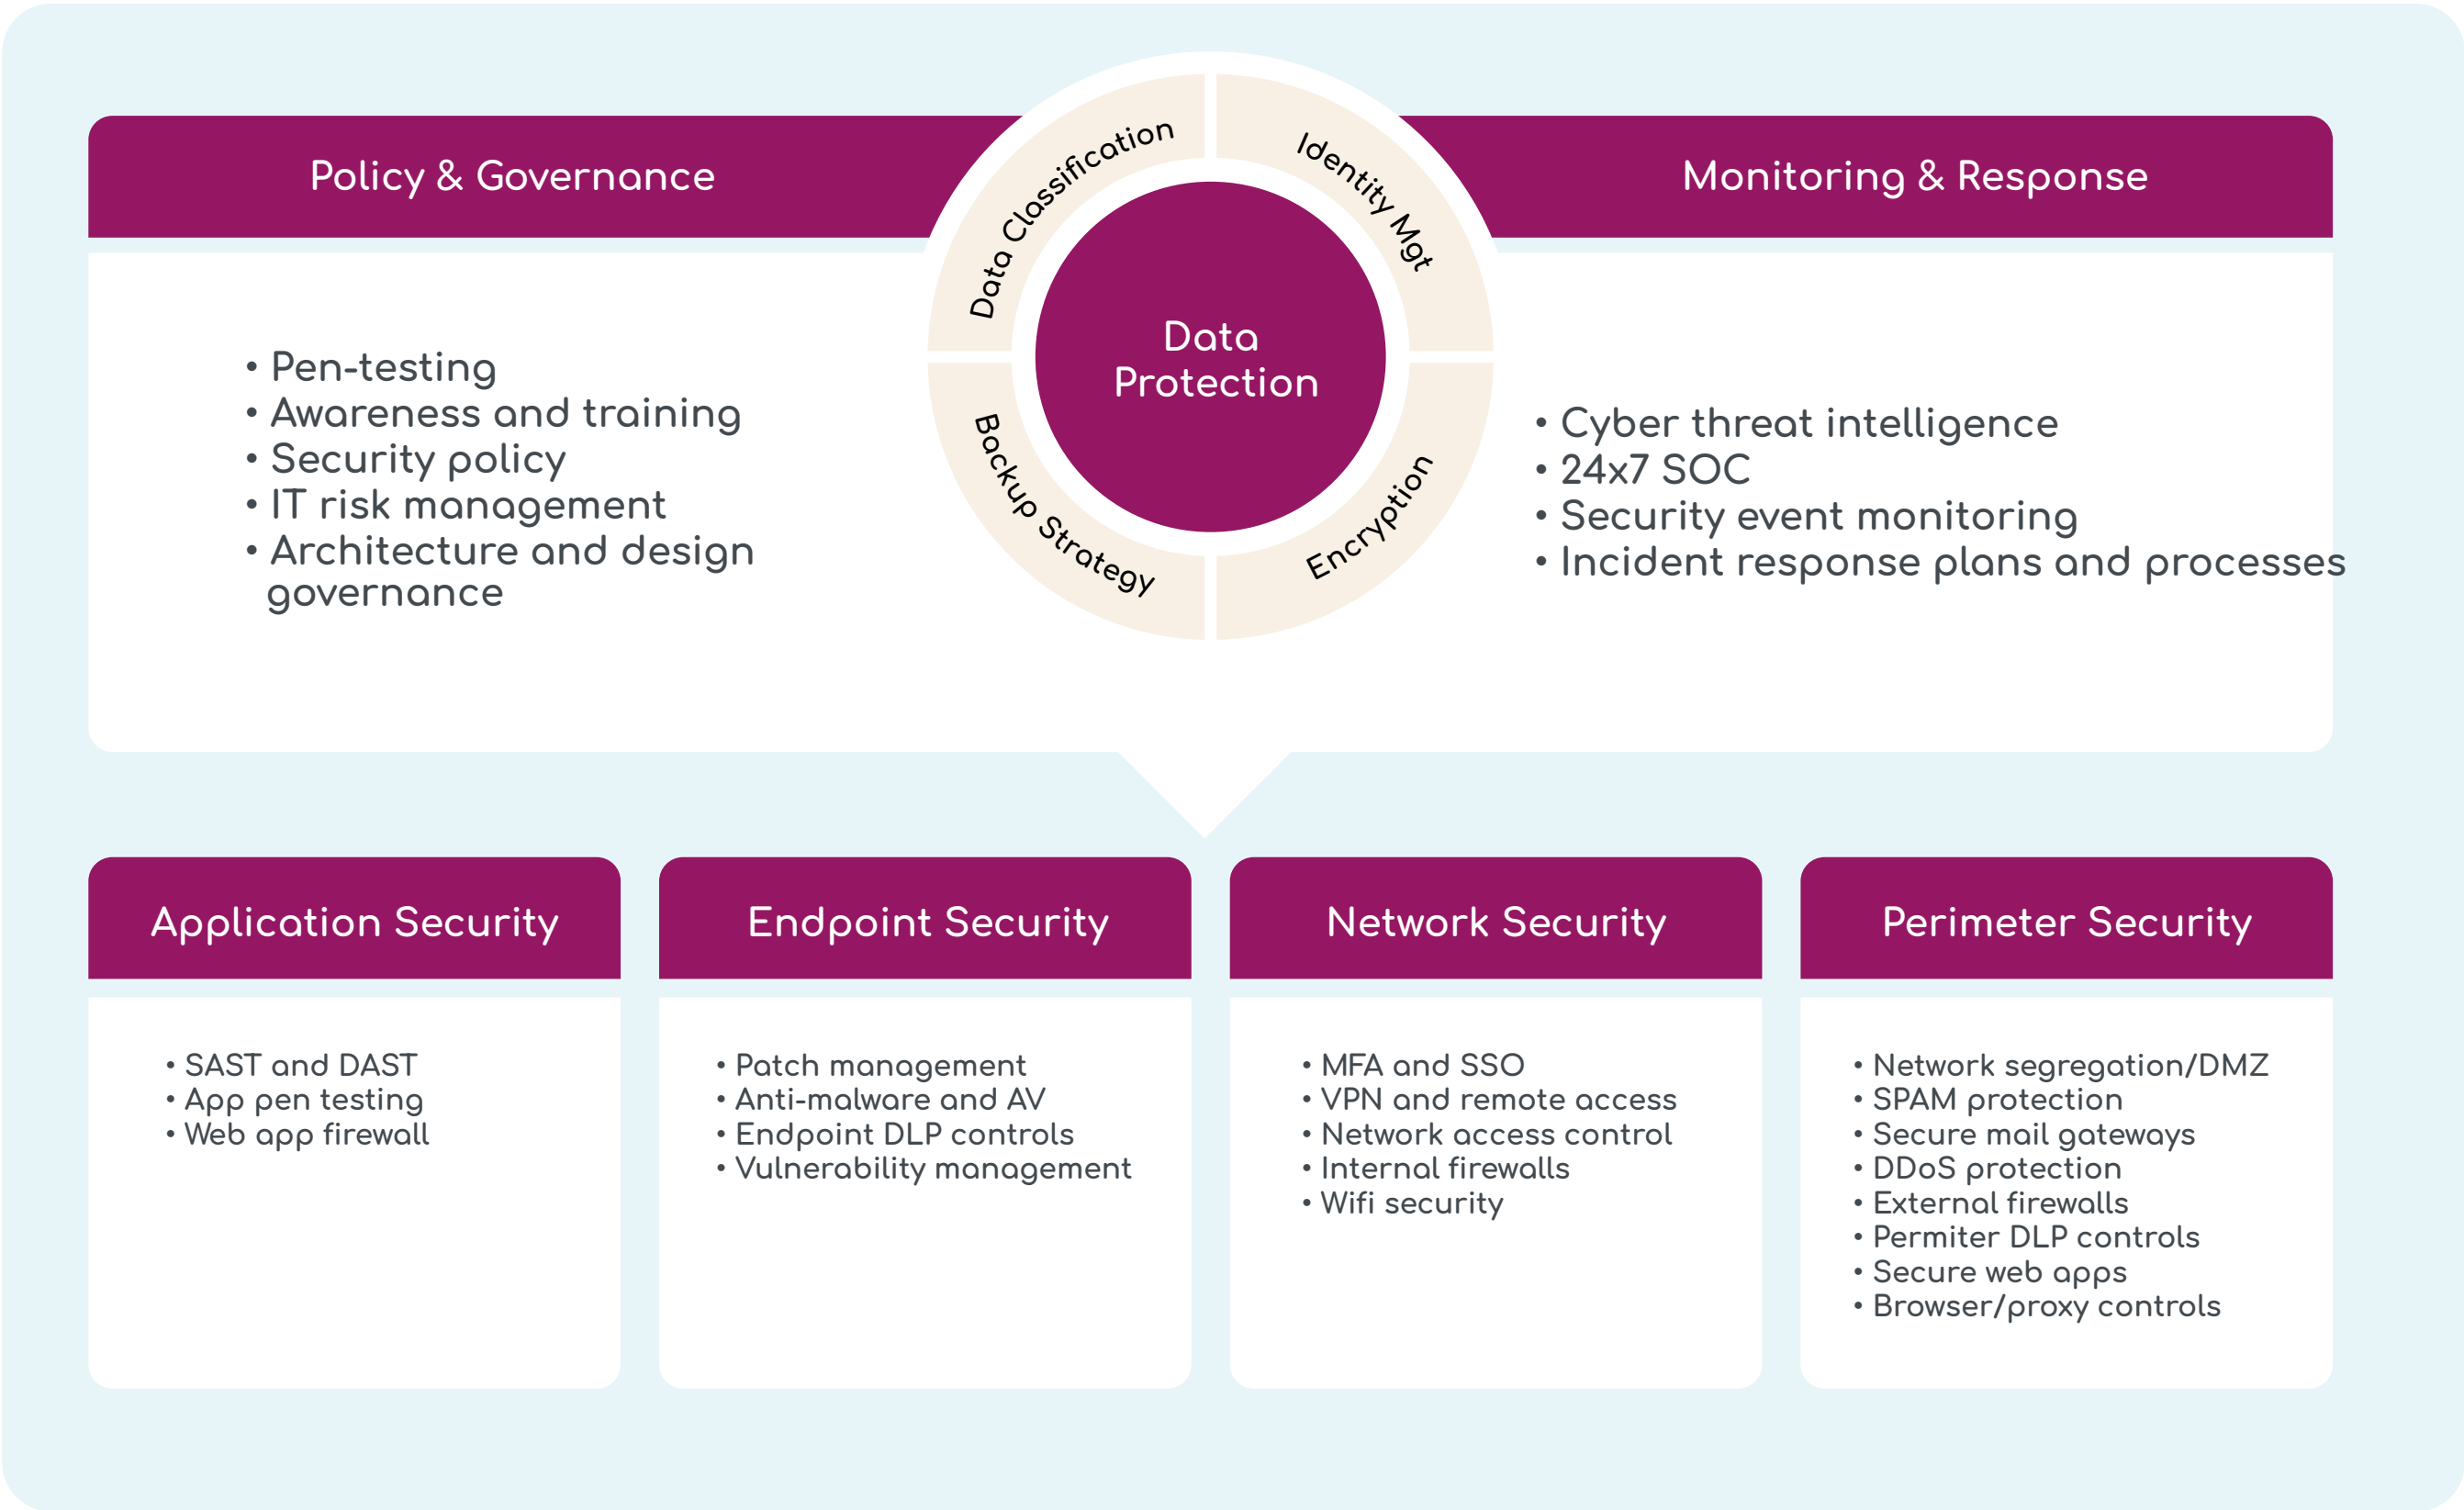 Policy & Governance
Monitoring & Response
Data Classification
Identity Mgt
Data
Protection
Backup Strategy
Encryption
• Pen-testing
• Awareness and training
• Security policy
• IT risk management
• Architecture and design
governance
• Cyber threat intelligence
• 24x7 SOC
• Security event monitoring
• Incident response plans and processes
Application Security
• SAST and DAST
• App pen testing
• Web app firewall
Endpoint Security
• Patch management
• Anti-malware and AV
• Endpoint DLP controls
• Vulnerability management
Network Security
• MFA and SSO
• VPN and remote access
• Network access control
• Internal firewalls
• Wifi security
Perimeter Security
• Network segregation/DMZ
• SPAM protection
• Secure mail gateways
• DDoS protection
• External firewalls
• Permiter DLP controls
• Secure web apps
• Browser/proxy controls